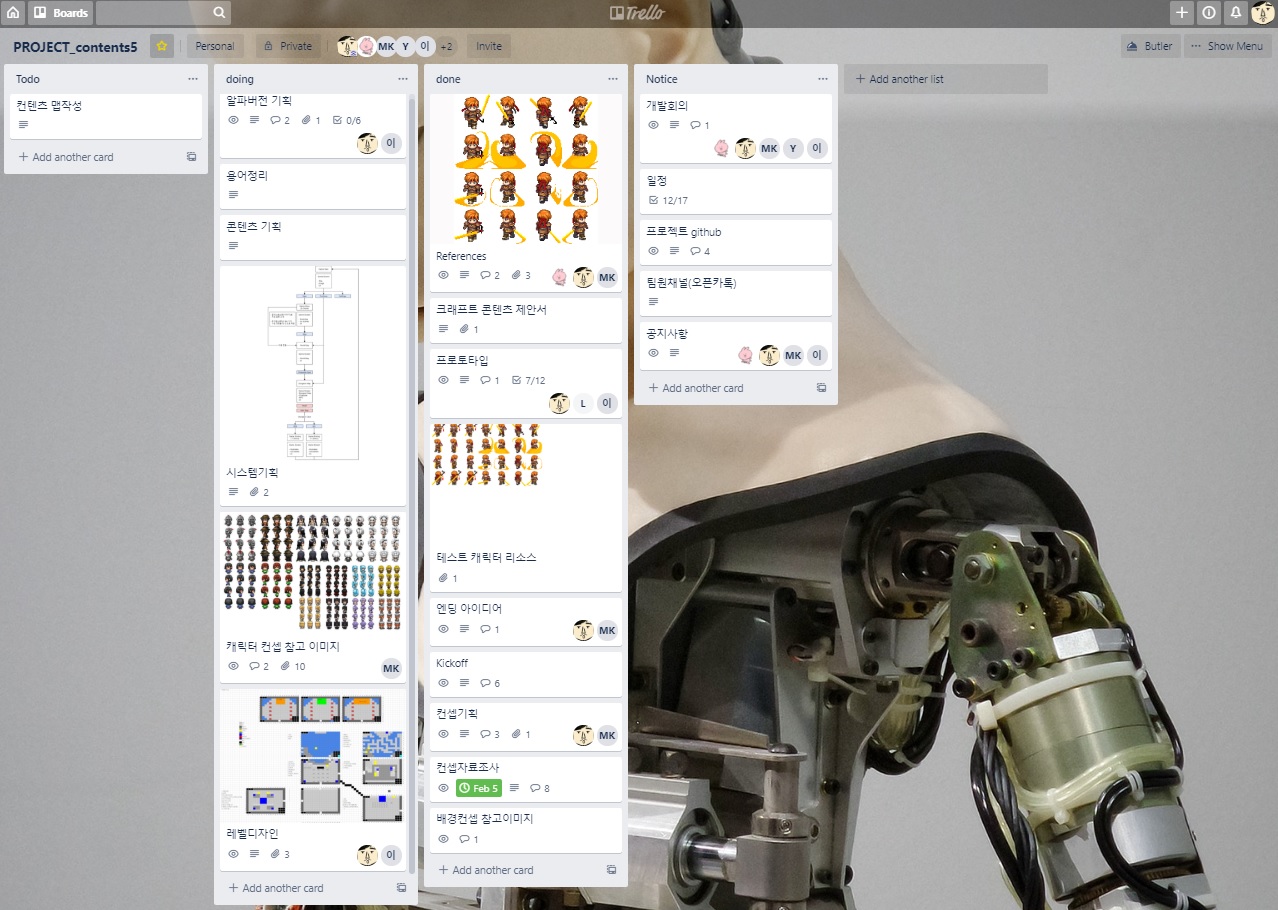 Boards
Trello
PROJECT_contents5
Personal
Private
MK
Y
이
+2
Invite
Butler
Show Menu
Todo
컨텐츠 맵작성
Add another card
doing
알파버전 기획
2
1
0/6
이
용어정리
콘텐츠 기획
시스템기획
2
캐릭터 컨셉 참고 이미지
2
10
MK
레벨디자인
3
이
Add another card
done
References
2
3
MK
크래프트 콘텐츠 제안서
1
프로토타입
1
7/12
L
이
테스트 캐릭터 리소스
1
엔딩 아이디어
1
MK
Kickoff
6
컨셉기획
3
1
MK
컨셉자료조사
Feb 5
8
배경컨셉 참고이미지
1
Add another card
Notice
개발회의
1
MK
Y
이
일정
12/17
프로젝트 github
4
팀원채널(오픈카톡)
공지사항
MK
이
Add another card
Add another list